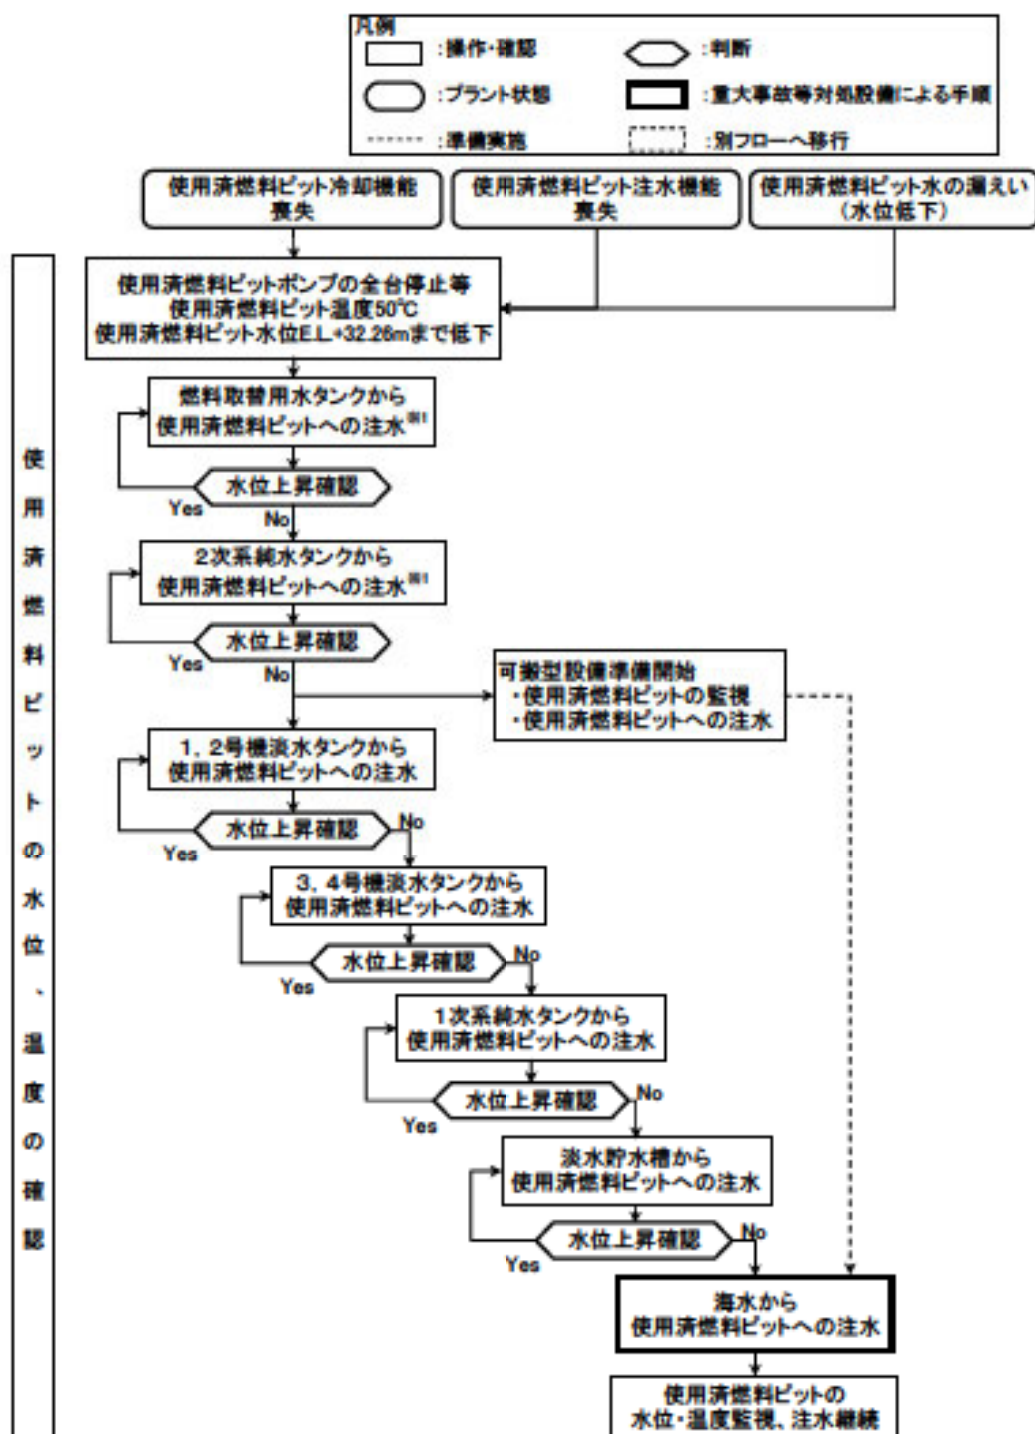 凡例
:操作・確認
:判断
:プラント状態
:重大事故等対処設備による手順
:準備実施
:別フローへ移行
使用済燃料ピット冷却機能
喪失
使用済燃料ピット注水機能
喪失
使用済燃料ピット水の漏えい
(水位低下)
使用済燃料ピットポンプの全台停止等
使用済燃料ピット温度50℃
使用済燃料ピット水位E.L.+32.26mまで低下
燃料取替用水タンクから
使用済燃料ピットへの注水※1
水位上昇確認
Yes
No
2次系純水タンクから
使用済燃料ピットへの注水※1
水位上昇確認
Yes
No
可搬型設備準備開始
・使用済燃料ピットの監視
・使用済燃料ピットへの注水
1,2号機淡水タンクから
使用済燃料ピットへの注水
水位上昇確認
No
Yes
3,4号機淡水タンクから
使用済燃料ピットへの注水
水位上昇確認
No
Yes
1次系純水タンクから
使用済燃料ピットへの注水
水位上昇確認
No
Yes
淡水貯水槽から
使用済燃料ピットへの注水
水位上昇確認
No
Yes
海水から
使用済燃料ピットへの注水
使用済燃料ピットの
水位・温度監視、注水継続
使用済燃料ピットの水位、温度の確認